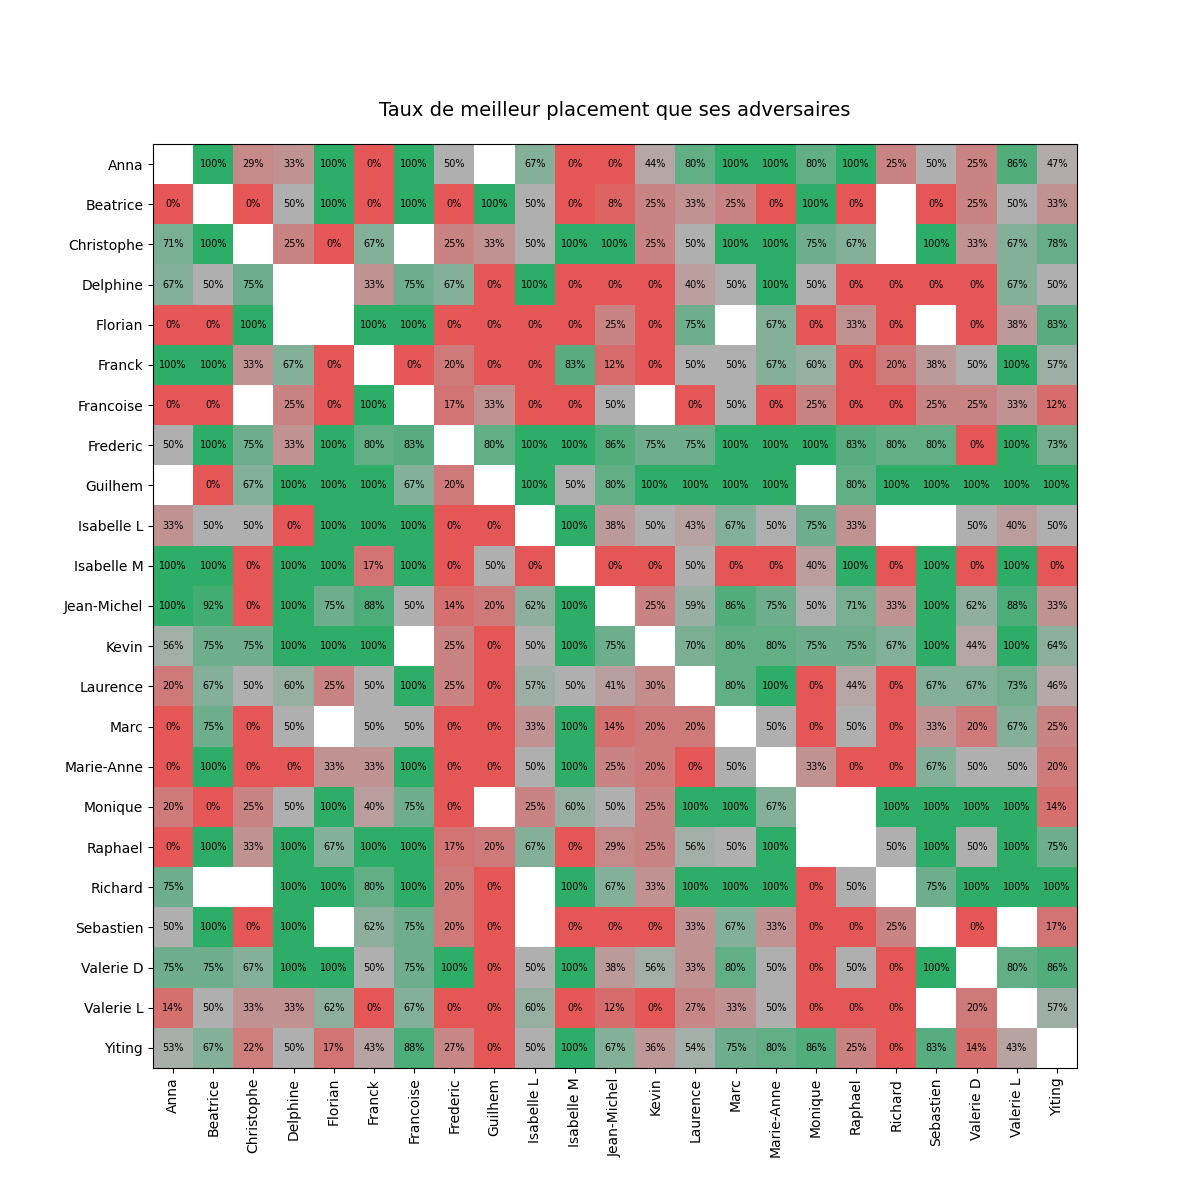 Taux de meilleur placement que ses adversaires
Anna 100% 29% 33% 100% 0% 100% 50% 67% 0% 0% 44% 80% 100% 100% 80% 100% 25% 50% 25% 86% 47%
Beatrice 0% 0% 50% 100% 0% 100% 0% 100% 50% 0% 8% 25% 33% 25% 0% 100% 0% 0% 25% 50% 33%
Christophe 71% 100% 25% 0% 67% 25% 33% 50% 100% 100% 25% 50% 100% 100% 75% 67% 100% 33% 67% 78%
Delphine 67% 50% 75% 33% 75% 67% 0% 100% 0% 0% 0% 40% 50% 100% 50% 0% 0% 0% 0% 67% 50%
Florian 0% 0% 100% 100% 100% 0% 0% 0% 0% 25% 0% 75% 67% 0% 33% 0% 0% 38% 83%
Franck 100% 100% 33% 67% 0% 0% 20% 0% 0% 83% 12% 0% 50% 50% 67% 60% 0% 20% 38% 50% 100% 57%
Francoise 0% 0% 25% 0% 100% 17% 33% 0% 0% 50% 0% 50% 0% 25% 0% 0% 25% 25% 33% 12%
Frederic 50% 100% 75% 33% 100% 80% 83% 80% 100% 100% 86% 75% 75% 100% 100% 100% 83% 80% 80% 0% 100% 73%
Guilhem 0% 67% 100% 100% 100% 67% 20% 100% 50% 80% 100% 100% 100% 100% 80% 100% 100% 100% 100% 100%
Isabelle L 33% 50% 50% 0% 100% 100% 100% 0% 0% 100% 38% 50% 43% 67% 50% 75% 33% 50% 40% 50%
Isabelle M 100% 100% 0% 100% 100% 17% 100% 0% 50% 0% 0% 0% 50% 0% 0% 40% 100% 0% 100% 0% 100% 0%
Jean-Michel 100% 92% 0% 100% 75% 88% 50% 14% 20% 62% 100% 25% 59% 86% 75% 50% 71% 33% 100% 62% 88% 33%
Kevin 56% 75% 75% 100% 100% 100% 25% 0% 50% 100% 75% 70% 80% 80% 75% 75% 67% 100% 44% 100% 64%
Laurence 20% 67% 50% 60% 25% 50% 100% 25% 0% 57% 50% 41% 30% 80% 100% 0% 44% 0% 67% 67% 73% 46%
Marc 0% 75% 0% 50% 50% 50% 0% 0% 33% 100% 14% 20% 20% 50% 0% 50% 0% 33% 20% 67% 25%
Marie-Anne 0% 100% 0% 0% 33% 33% 100% 0% 0% 50% 100% 25% 20% 0% 50% 33% 0% 0% 67% 50% 50% 20%
Monique 20% 0% 25% 50% 100% 40% 75% 0% 25% 60% 50% 25% 100% 100% 67% 100% 100% 100% 100% 14%
Raphael 0% 100% 33% 100% 67% 100% 100% 17% 20% 67% 0% 29% 25% 56% 50% 100% 50% 100% 50% 100% 75%
Richard 75% 100% 100% 80% 100% 20% 0% 100% 67% 33% 100% 100% 100% 0% 50% 75% 100% 100% 100%
Sebastien 50% 100% 0% 100% 62% 75% 20% 0% 0% 0% 0% 33% 67% 33% 0% 0% 25% 0% 17%
Valerie D 75% 75% 67% 100% 100% 50% 75% 100% 0% 50% 100% 38% 56% 33% 80% 50% 0% 50% 0% 100% 80% 86%
Valerie L 14% 50% 33% 33% 62% 0% 67% 0% 0% 60% 0% 12% 0% 27% 33% 50% 0% 0% 0% 20% 57%
Yiting 53% 67% 22% 50% 17% 43% 88% 27% 0% 50% 100% 67% 36% 54% 75% 80% 86% 25% 0% 83% 14% 43%
Anna Beatrice Christophe Delphine Florian Franck Francoise Frederic Guilhem Isabelle L Isabelle M Jean-Michel Kevin Laurence Marc Marie-Anne Monique Raphael Richard Sebastien Valerie D Valerie L Yiting